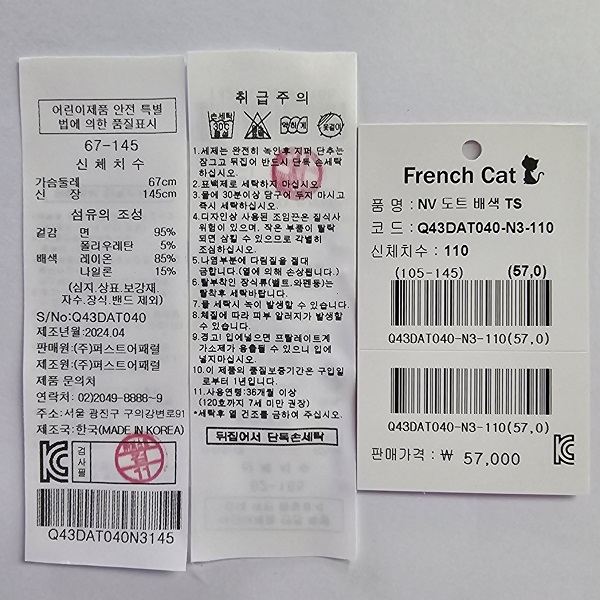 어린이제품 안전 특별
법에 의한 품질표시
67-145
신체치수
가슴둘레 67cm
신 장 145cm
섬유의 조성
겉감 면 95%
폴리우레탄 5%
배색 레이온 85%
나일론 15%
(심지.상표.보강재.
자수.장식.밴드 제외)
S/No:Q43DAT040
제조년월:2024.04
판매원:(주)퍼스트어패럴
제조원:(주)퍼스트어패럴
제품 문의처
연락처: 02)2049-8888~9
주소:서울 광진구 구의강변로91
제조국:한국(MADE IN KOREA)
검사필
Q43DAT040N3145
취급주의
손세탁
30℃
중성
1.세제는 완전히 녹인후 지퍼 단추는
잠그고 뒤집어 반드시 단독 손세탁
하십시오.
2.표백제로 세탁하지 마십시오.
3.물에 30분이상 담구어 두지 마시고
즉시 세탁하십시오.
4.디자인상 사용된 조임끈은 질식사
위험이 있으며, 작은 부품이 탈락
되면 삼킬 수 있으므로 각별히
조심하십시오.
5.나염부분에 다림질을 절대
금합니다.(열에 의해 손상됩니다.)
6.탈부착인 장식류(벨트,와펜등)는
탈착후 세탁바랍니다.
7.를 세탁시 녹이 발생할 수 있습니다.
8.체질에 따라 피부 알러지가 발생할
수 있습니다.
9.경고! 입에넣으면 프탈레이트계
가소제가 용출될 수 있으니 입에
넣지마십시오.
10.이 제품의 품질보증기간은 구입일
로부터 1년입니다.
11.사용연령:36개월 이상
(120호까지 7세 미만 권장)
*세탁후 열 건조를 금하여 주십시오.
뒤집어서 단독손세탁
French Cat
품 명 : NV 도트 배색 TS
코 드 : Q43DAT040-N3-110
신체치수 : 110
(105-145) (57,0)
Q43DAT040-N3-110(57,0)
Q43DAT040-N3-110(57,0)
판매가격 : ₩ 57,000